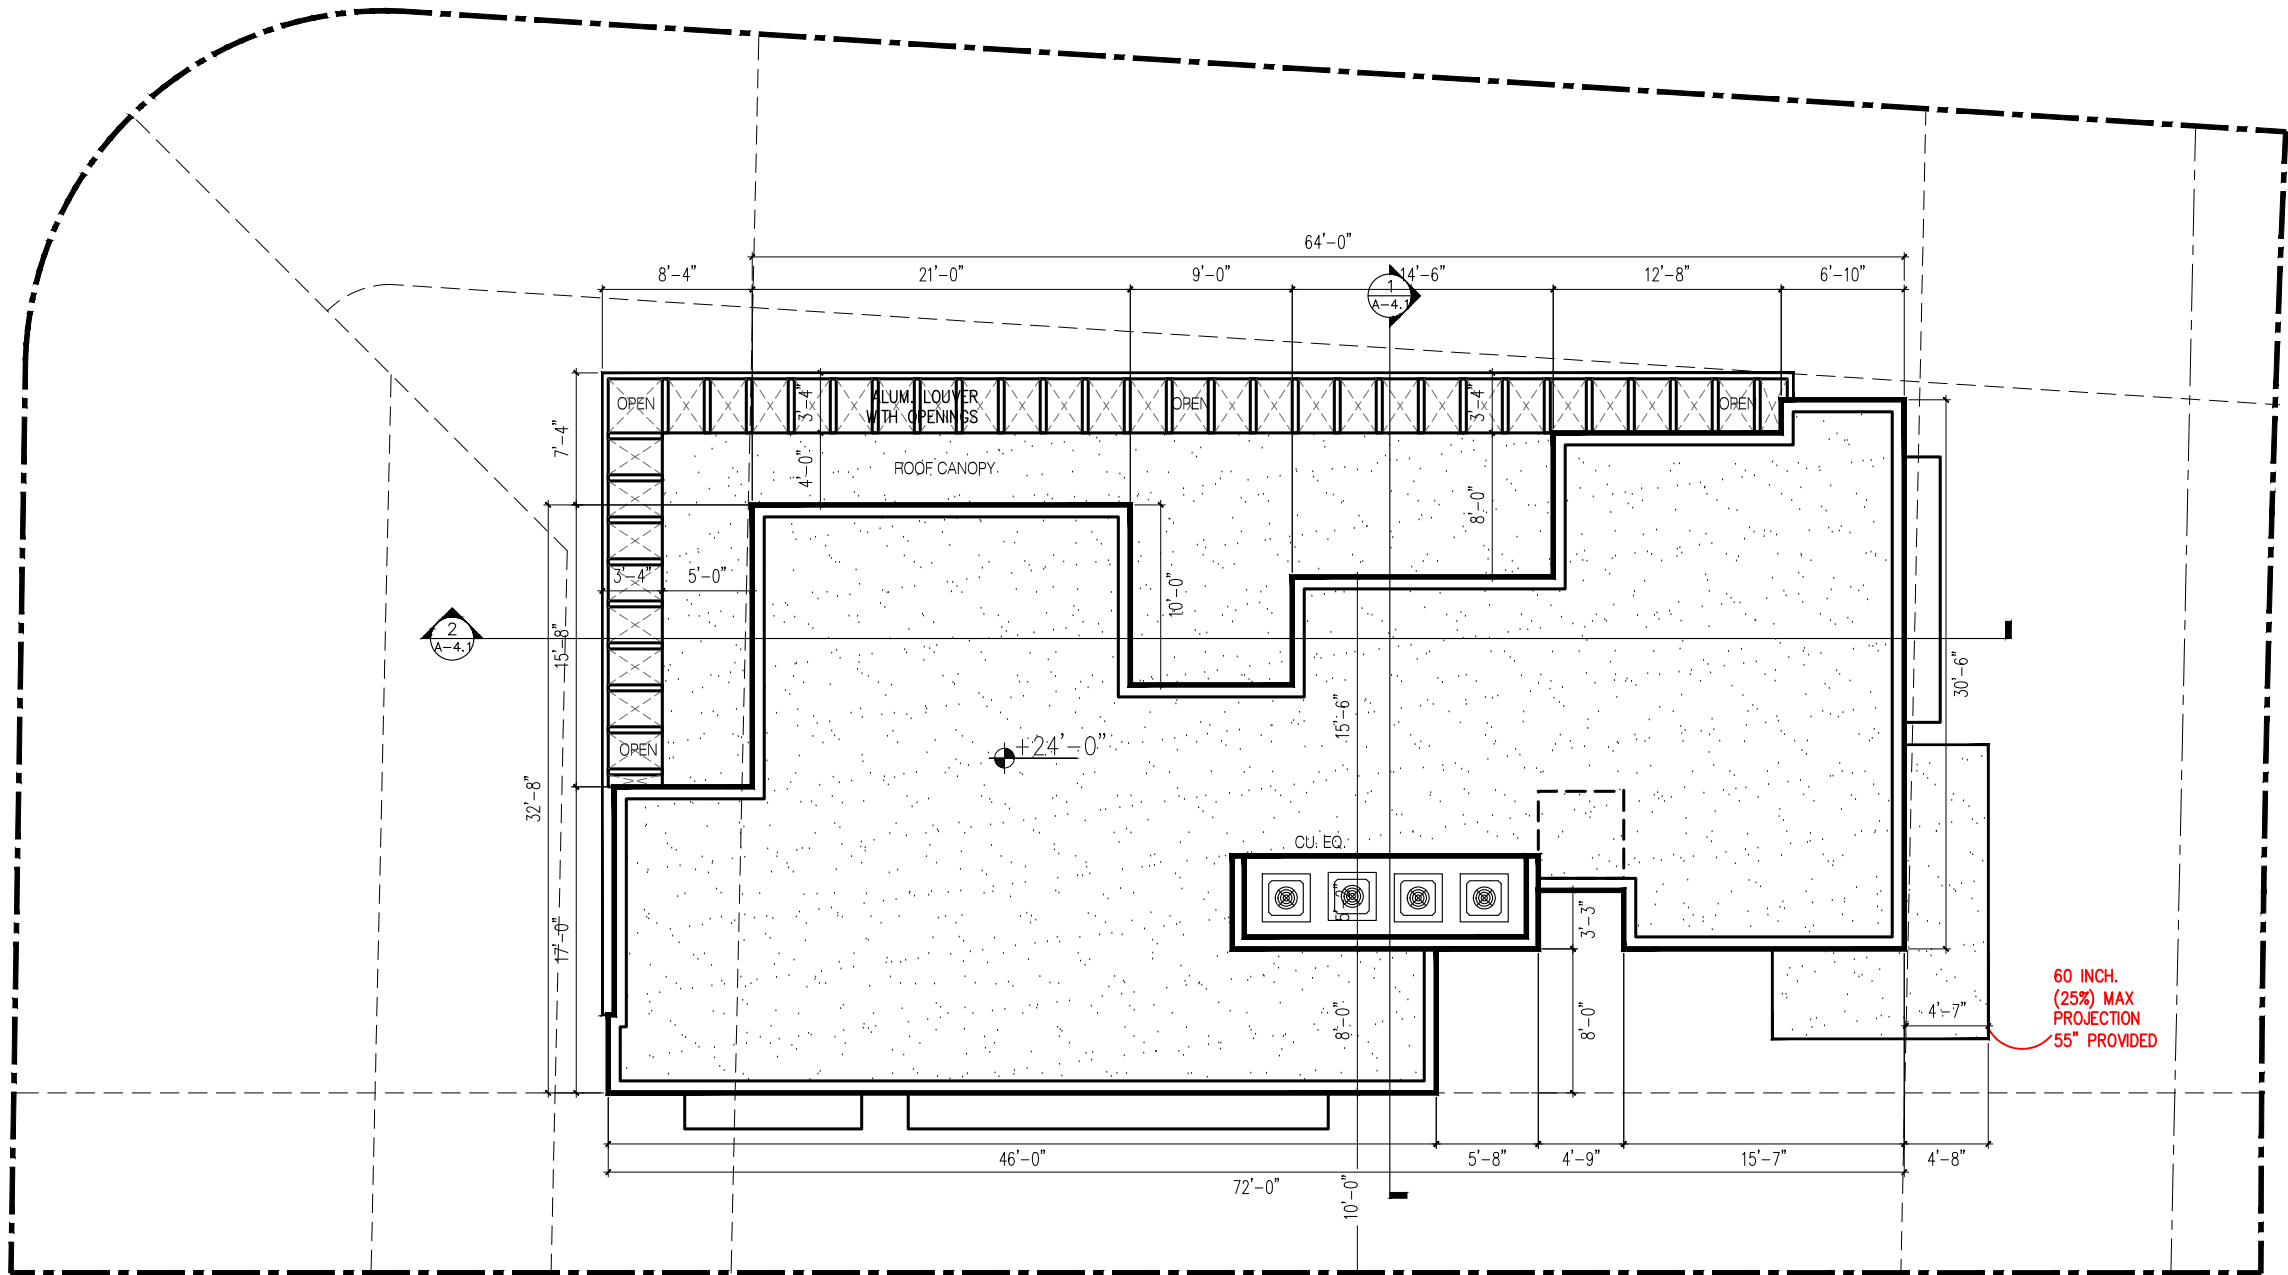 64'-0"
8'-4"
21'-0"
9'-0"
14'-6"
12'-8"
6'-10"
1
A-4.1
OPEN
3'-4"
ALUM. LOUVER
WITH OPENINGS
OPEN
3'-4"
OPEN
7'-4"
4'-0"
ROOF CANOPY
8'-0"
3'-4"
5'-0"
10'-0"
2
A-4.1
15'-8"
30'-6"
15'-6"
OPEN
+24'-0"
32'-8"
CU. EQ.
5'-2"
17'-0"
3'-3"
8'-0"
8'-0"
4'-7"
60 INCH.
(25%) MAX
PROJECTION
55" PROVIDED
46'-0"
5'-8"
4'-9"
15'-7"
4'-8"
72'-0"
10'-0"